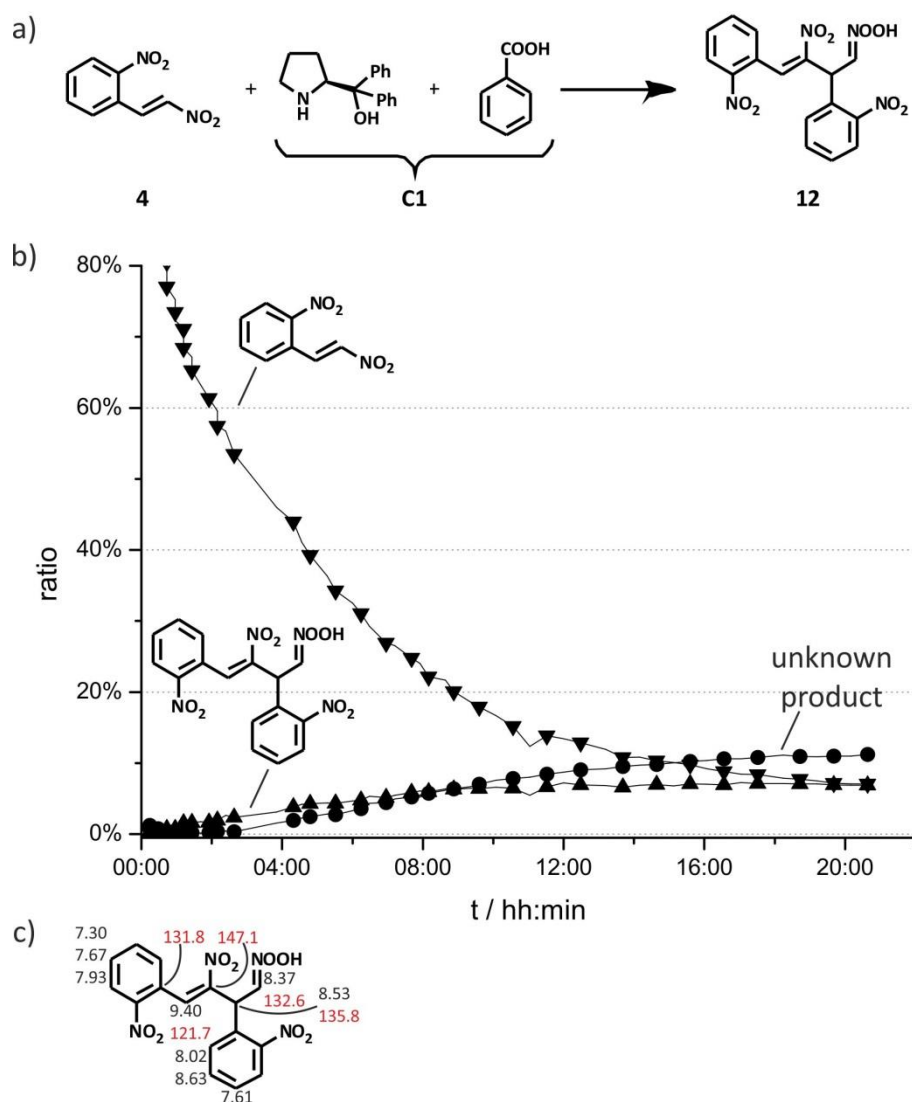 a)
NO₂
NO₂
+
N
H
Ph
Ph
OH
+
COOH
NO₂
NOOH
NO₂
NO₂
4
C1
12
b)
80%
60%
40%
20%
0%
ratio
NO₂
NO₂
NO₂
NOOH
NO₂
NO₂
unknown
product
00:00 04:00 08:00 12:00 16:00 20:00
t / hh:min
c)
7.30
7.67
7.93
131.8
147.1
NO₂
NOOH
8.37
132.6
8.53
135.8
9.40
NO₂
121.7
NO₂
8.02
8.63
7.61